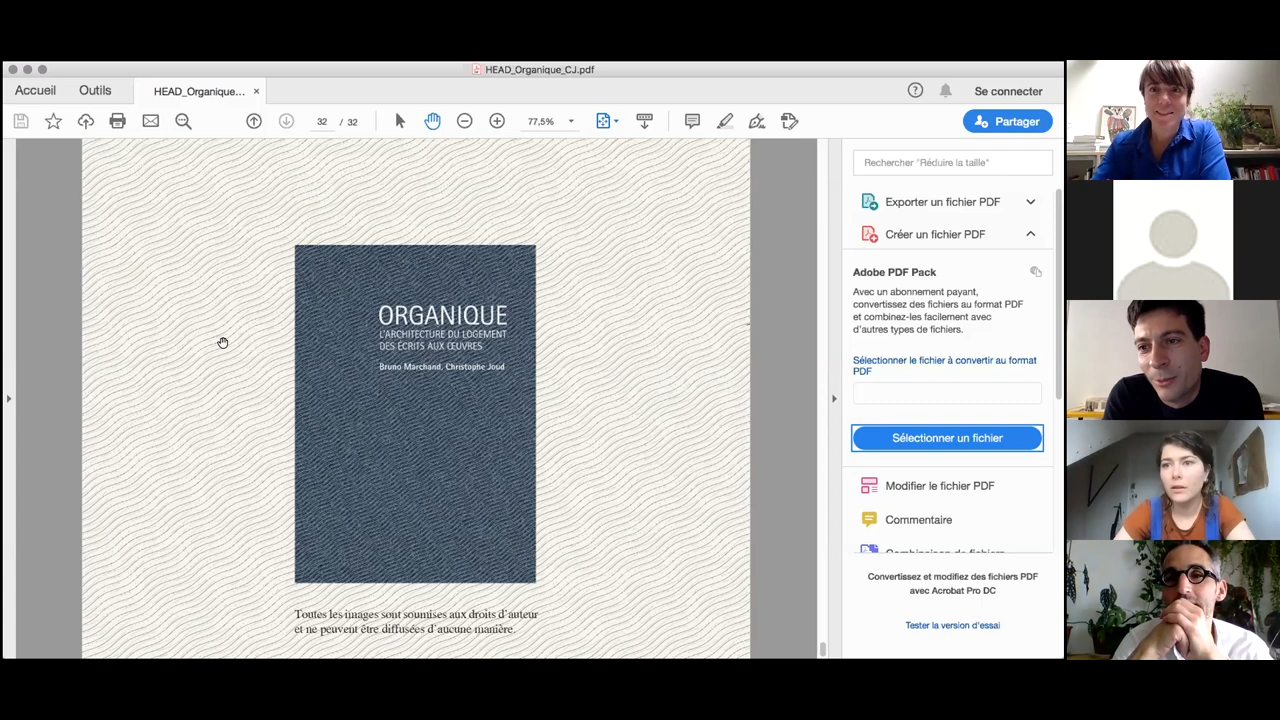 HEAD_Organique_CJ.pdf
Accueil
Outils
HEAD_Organique...
Se connecter
32 / 32
77,5%
Partager
Rechercher "Réduire la taille"
Exporter un fichier PDF
Créer un fichier PDF
Adobe PDF Pack
Avec un abonnement payant,
convertissez des fichiers au format PDF
et combinez-les facilement avec
d'autres types de fichiers.
Sélectionner le fichier à convertir au format
PDF
Sélectionner un fichier
Modifier le fichier PDF
Commentaire
Combinaison de fichiers
Convertissez et modifiez des fichiers PDF
avec Acrobat Pro DC
Tester la version d'essai
ORGANIQUE
L'ARCHITECTURE DU LOGEMENT
DES ÉCRITS AUX ŒUVRES
Bruno Marchand, Christophe Joud
Toutes les images sont soumises aux droits d'auteur
et ne peuvent être diffusées d'aucune manière.